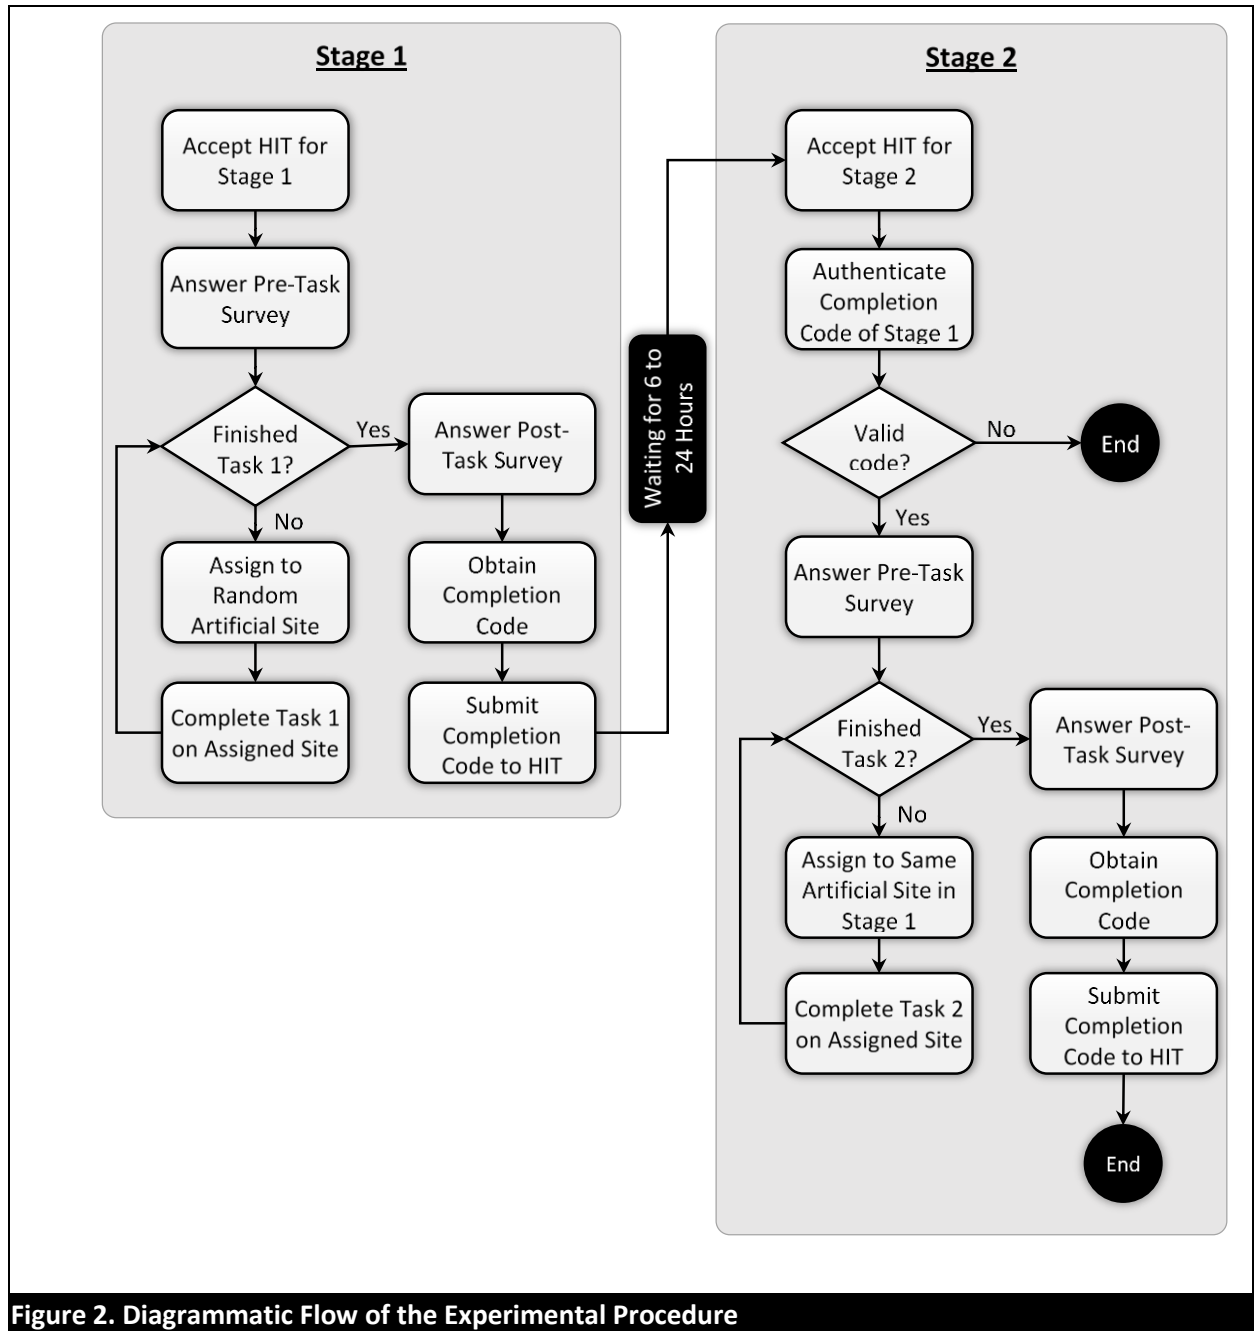 Stage 1
Accept HIT for
Stage 1
Answer Pre-Task
Survey
Finished
Task 1?
Yes
No
Assign to
Random
Artificial Site
Complete Task 1
on Assigned Site
Answer Post-
Task Survey
Obtain
Completion
Code
Submit
Completion
Code to HIT
Waiting for 6 to
24 Hours
Stage 2
Accept HIT for
Stage 2
Authenticate
Completion
Code of Stage 1
Valid
code?
No
End
Yes
Answer Pre-Task
Survey
Finished
Task 2?
Yes
No
Assign to Same
Artificial Site in
Stage 1
Complete Task 2
on Assigned Site
Answer Post-
Task Survey
Obtain
Completion
Code
Submit
Completion
Code to HIT
End
Figure 2. Diagrammatic Flow of the Experimental Procedure